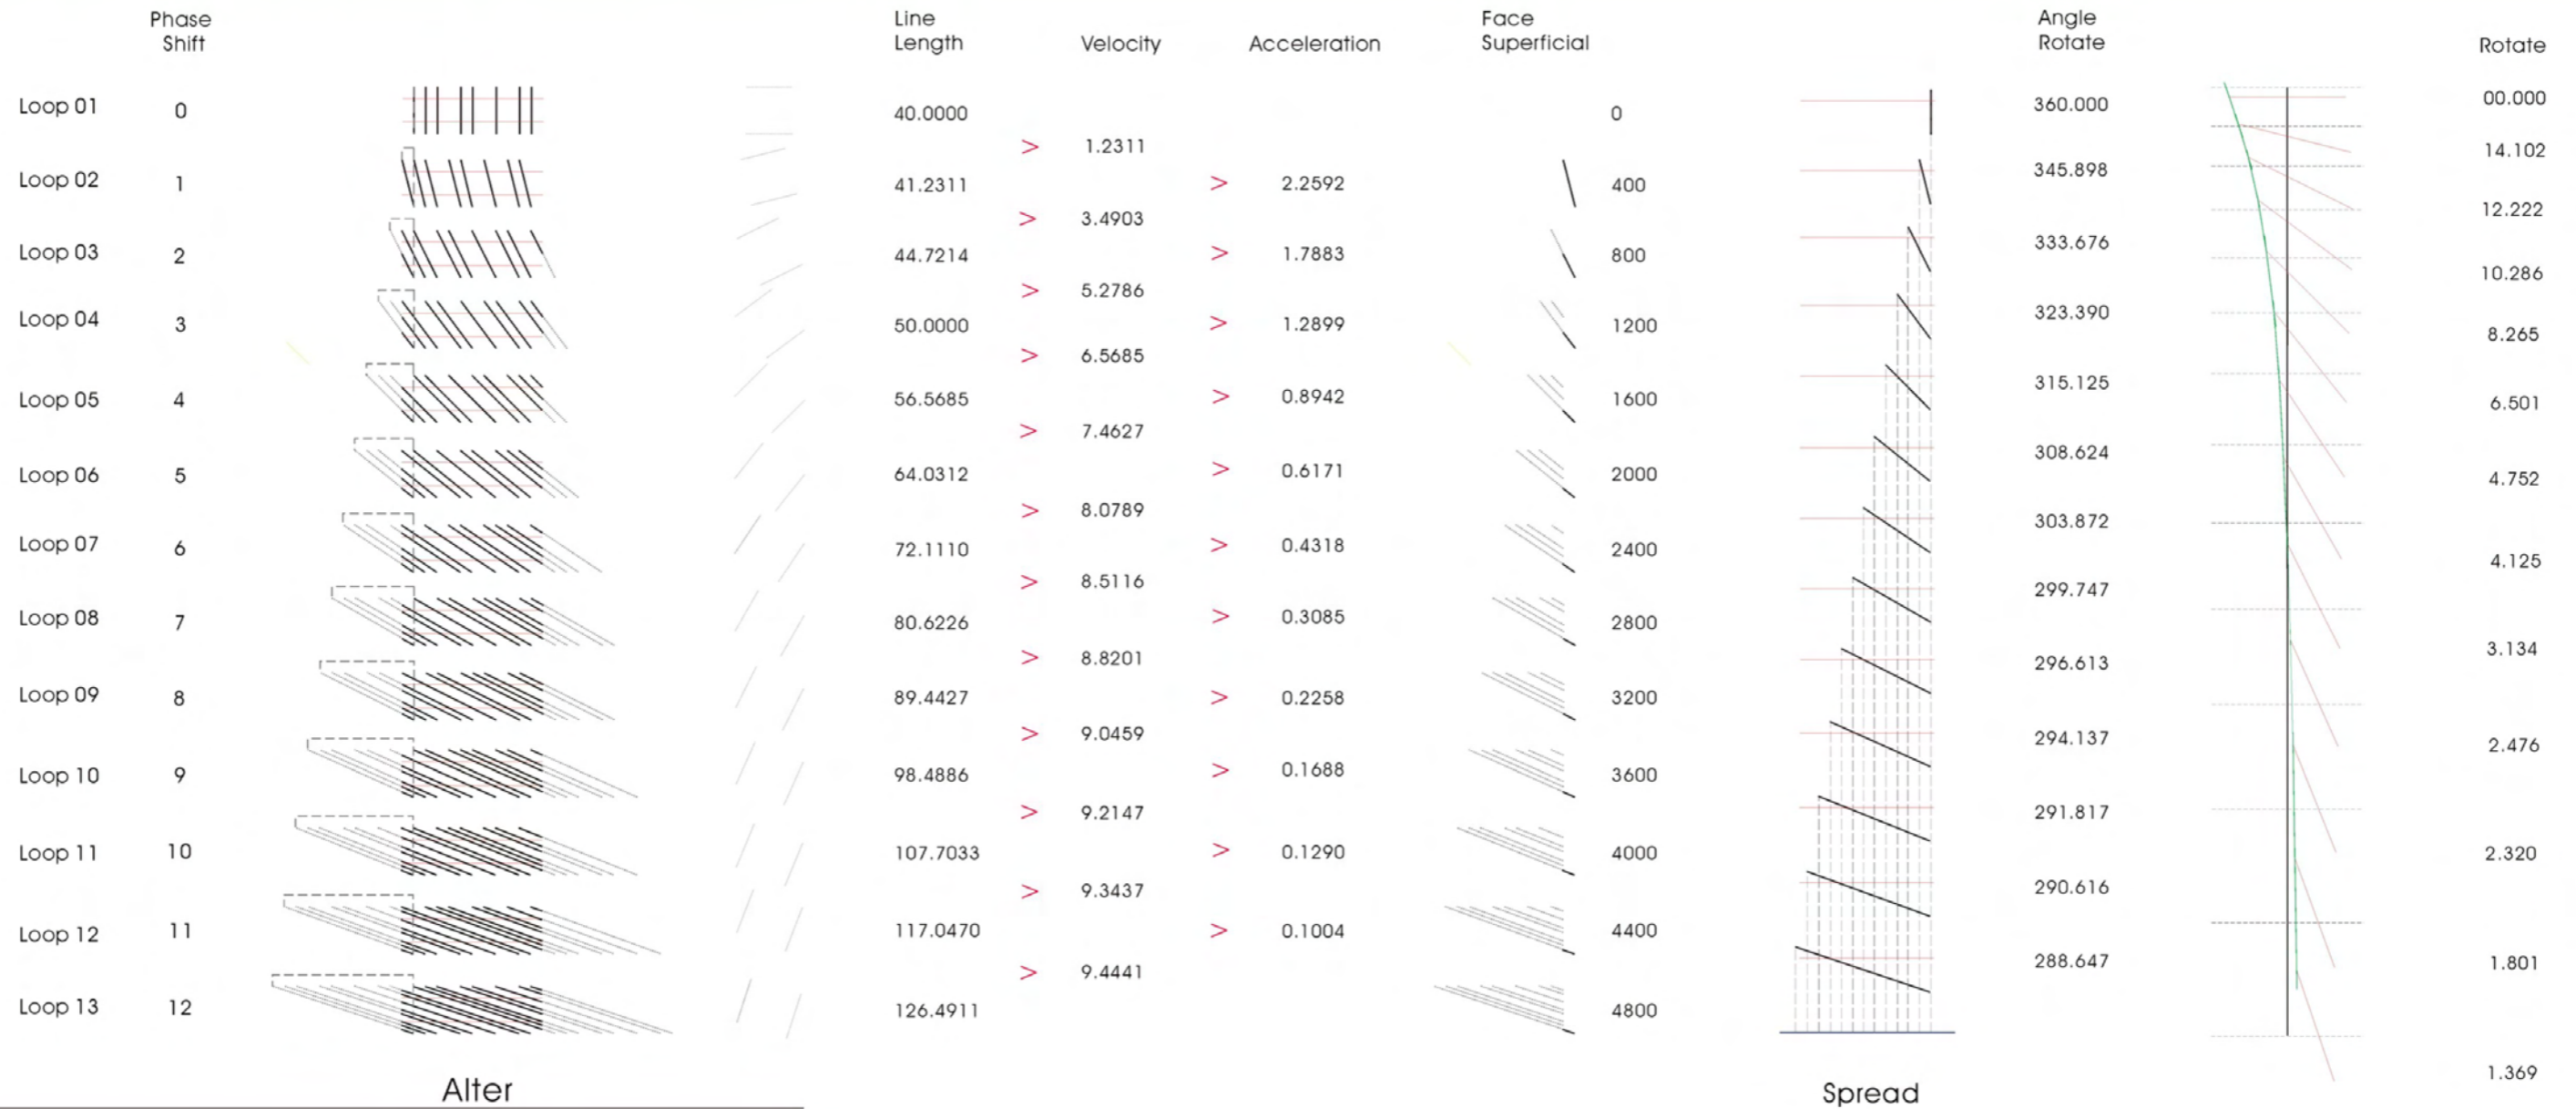 Phase
Shift
Line
Length
Velocity
Acceleration
Face
Superficial
Angle
Rotate
Rotate
Loop 01 0 40.0000 0 360.000 00.000
> 1.2311 14.102
Loop 02 1 41.2311 > 2.2592 400 345.898
> 3.4903 12.222
Loop 03 2 44.7214 > 1.7883 800 333.676
> 5.2786 10.286
Loop 04 3 50.0000 > 1.2899 1200 323.390
> 6.5685 8.265
Loop 05 4 56.5685 > 0.8942 1600 315.125
> 7.4627 6.501
Loop 06 5 64.0312 > 0.6171 2000 308.624
> 8.0789 4.752
Loop 07 6 72.1110 > 0.4318 2400 303.872
> 8.5116 4.125
Loop 08 7 80.6226 > 0.3085 2800 299.747
> 8.8201 3.134
Loop 09 8 89.4427 > 0.2258 3200 296.613
> 9.0459 2.476
Loop 10 9 98.4886 > 0.1688 3600 294.137
> 9.2147 2.320
Loop 11 10 107.7033 > 0.1290 4000 291.817
> 9.3437 1.801
Loop 12 11 117.0470 > 0.1004 4400 290.616
> 9.4441 1.369
Loop 13 12 126.4911 4800 288.647
Alter
Spread